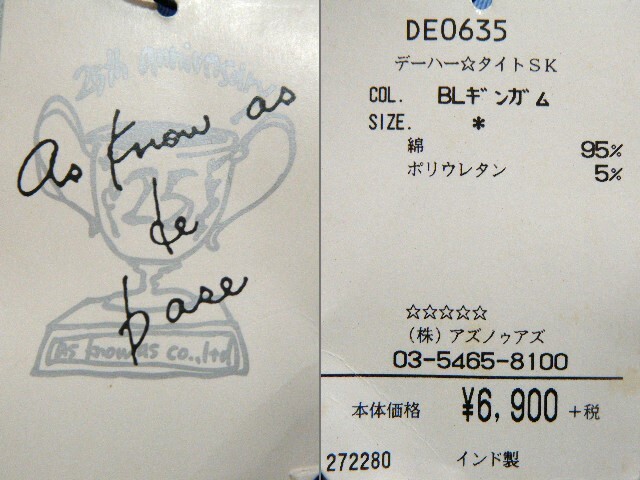 25th anniversary
As know as
25
de
base
as know as co.,ltd
DE0635
デーハー☆タイトSK
COL. BLギンガム
SIZE. *
綿 95%
ポリウレタン 5%
☆☆☆☆☆
(株)アズノゥアズ
03-5465-8100
本体価格 ¥6,900 +税
272280 インド製